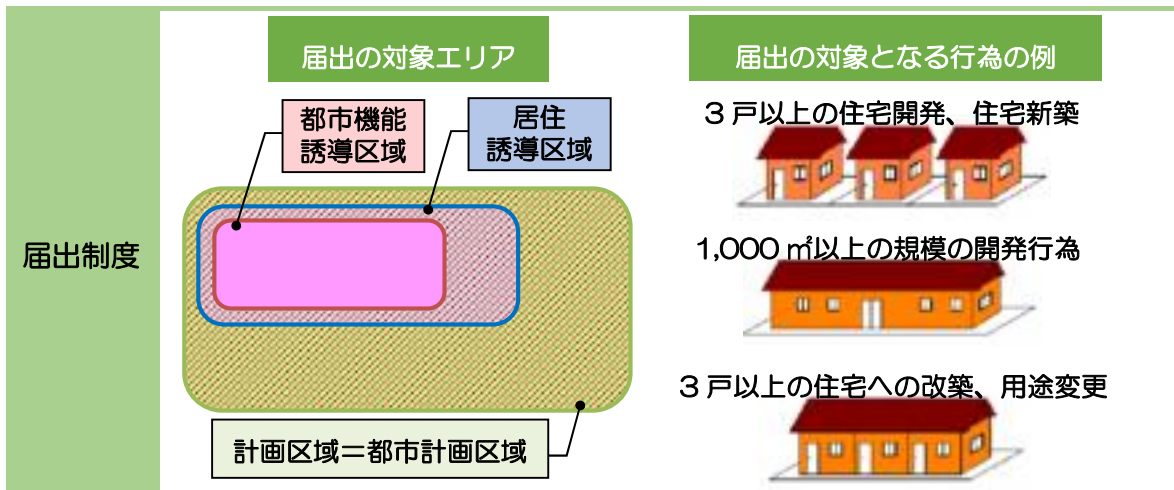 届出制度
届出の対象エリア
都市機能
誘導区域
居住
誘導区域
計画区域＝都市計画区域
届出の対象となる行為の例
3戸以上の住宅開発、住宅新築
1,000㎡以上の規模の開発行為
3戸以上の住宅への改築、用途変更